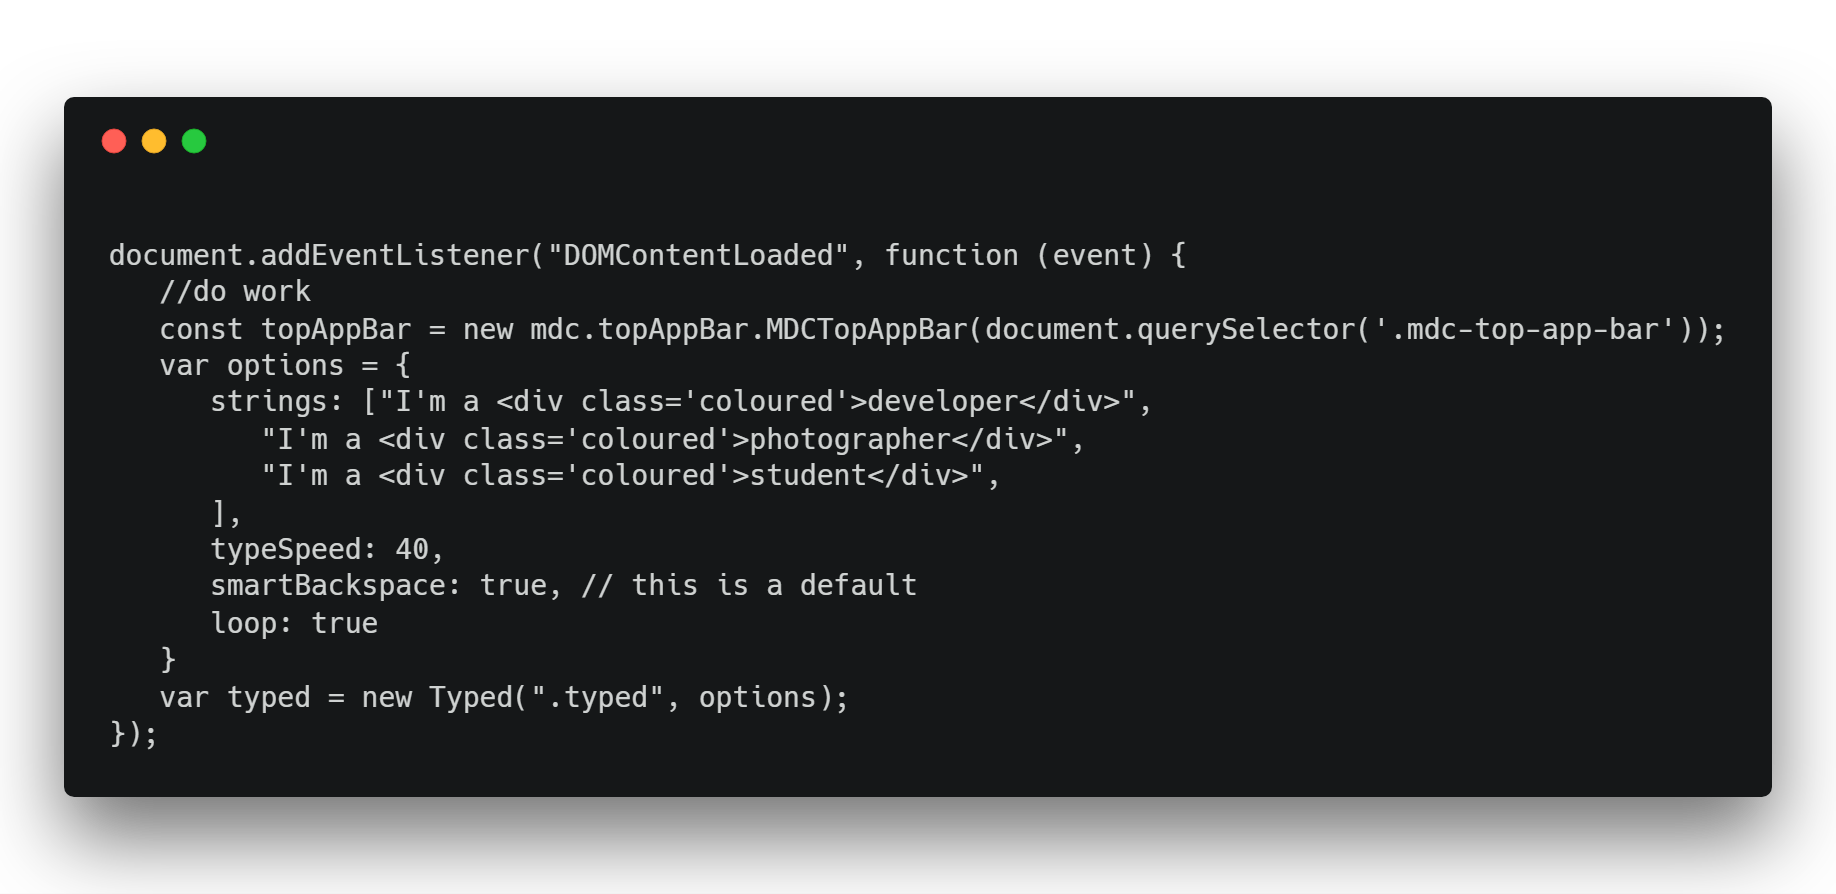 document.addEventListener("DOMContentLoaded", function (event) {
   //do work
   const topAppBar = new mdc.topAppBar.MDCTopAppBar(document.querySelector('.mdc-top-app-bar'));
   var options = {
      strings: ["I'm a <div class='coloured'>developer</div>",
         "I'm a <div class='coloured'>photographer</div>",
         "I'm a <div class='coloured'>student</div>",
      ],
      typeSpeed: 40,
      smartBackspace: true, // this is a default
      loop: true
   }
   var typed = new Typed(".typed", options);
});